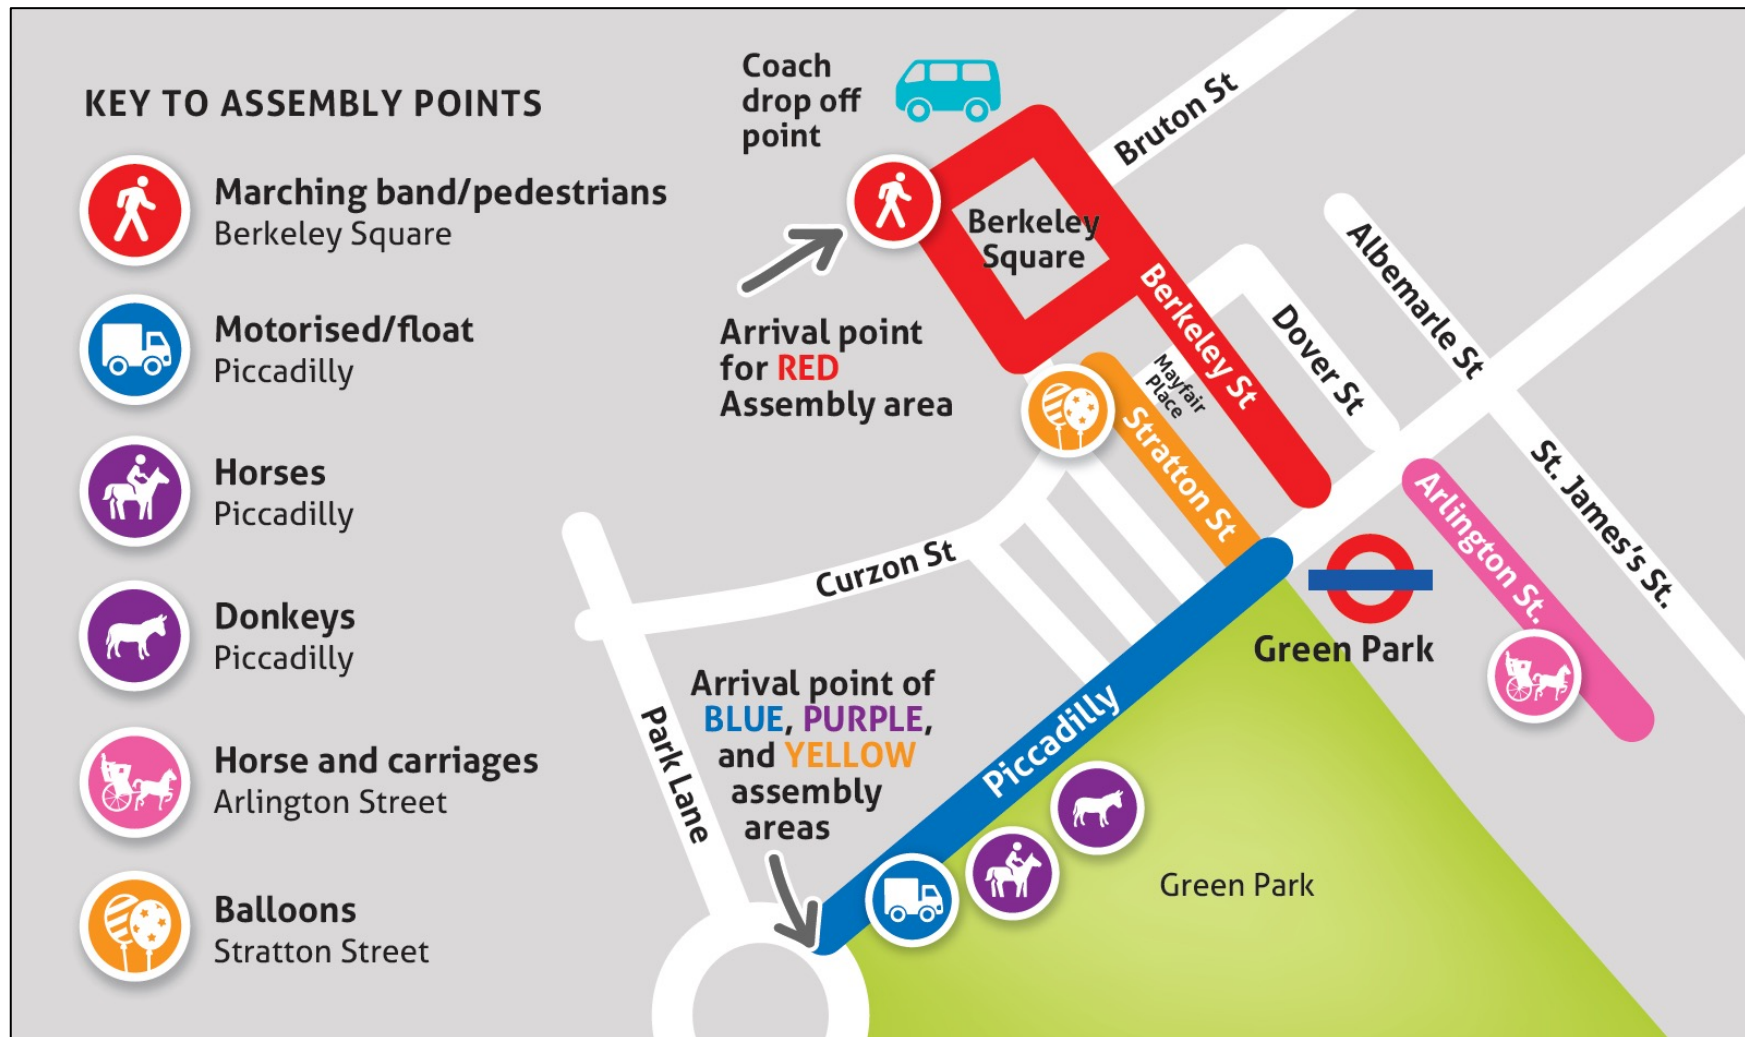 KEY TO ASSEMBLY POINTS
Marching band/pedestrians
Berkeley Square
Motorised/float
Piccadilly
Horses
Piccadilly
Donkeys
Piccadilly
Horse and carriages
Arlington Street
Balloons
Stratton Street
Coach
drop off
point
Arrival point
for RED
Assembly area
Berkeley
Square
Bruton St
Berkeley St
Albemarle St
Dover St
Mayfair
Place
Stratton St
Arlington St.
St. James's St.
Curzon St
Green Park
Park Lane
Arrival point of
BLUE, PURPLE,
and YELLOW
assembly
areas
Piccadilly
Green Park